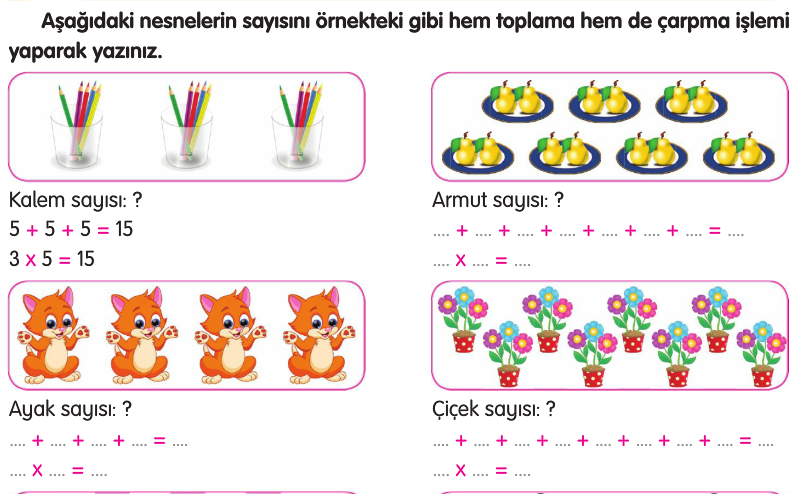 Aşağıdaki nesnelerin sayısını örnekteki gibi hem toplama hem de çarpma işlemi
yaparak yazınız.
Kalem sayısı: ?
5 + 5 + 5 = 15
3 x 5 = 15
Armut sayısı: ?
.... + .... + .... + .... + .... + .... + .... = ....
.... x .... = ....
Ayak sayısı: ?
.... + .... + .... + .... = ....
.... x .... = ....
Çiçek sayısı: ?
.... + .... + .... + .... + .... + .... + .... + .... = ....
.... x .... = ....